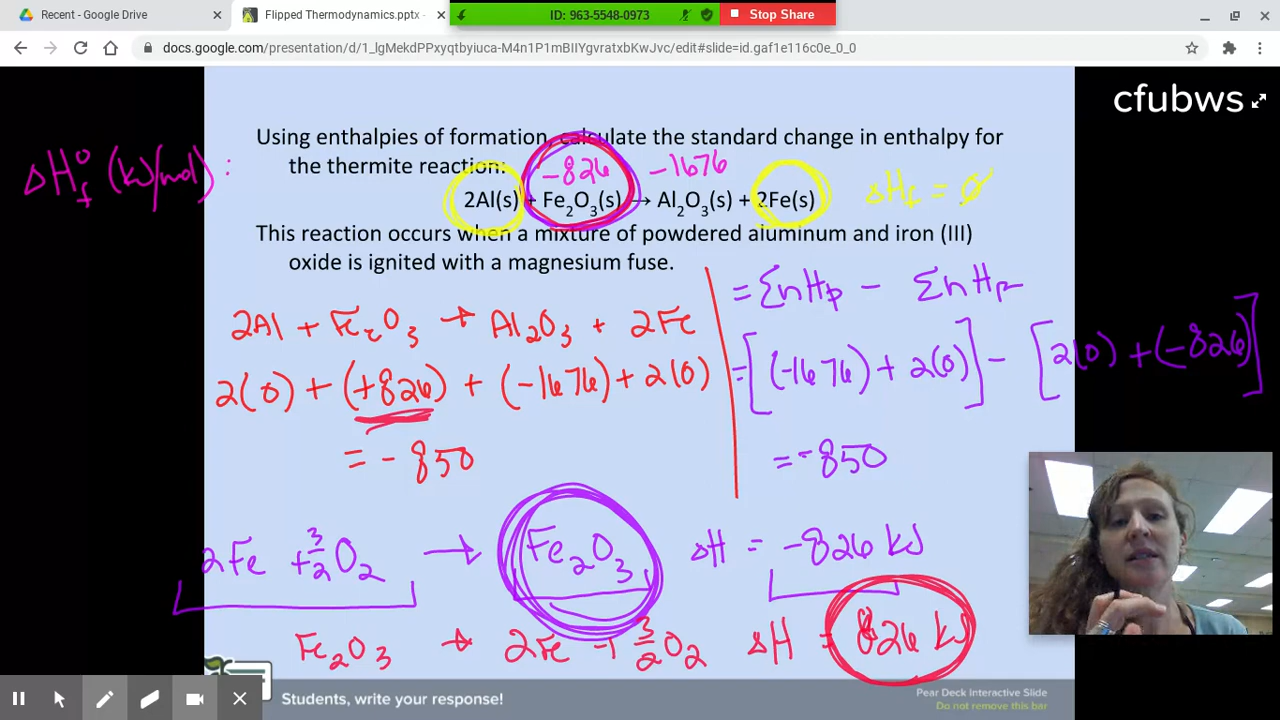 Recent - Google Drive
Flipped Thermodynamics.pptx -
ID: 963-5548-0973
Stop Share
docs.google.com/presentation/d/1_lgMekdPPxyqtbyiuca-M4n1P1mBIIYgvratxbKwJvc/edit#slide=id.gaf1e116c0e_0_0
cfubws
Using enthalpies of formation, calculate the standard change in enthalpy for
the thermite reaction:
ΔH°f (kJ/mol): -826 -1676
2Al(s) + Fe₂O₃(s) → Al₂O₃(s) + 2Fe(s) ΔHf = 0
This reaction occurs when a mixture of powdered aluminum and iron (III)
oxide is ignited with a magnesium fuse.
2Al + Fe₂O₃ → Al₂O₃ + 2Fe
2(0) + (+826) + (-1676) + 2(0)
= -850
= ΣnHp - ΣnHr
= [(-1676) + 2(0)] - [2(0) + (-826)]
= -850
2Fe + 3/2 O₂ → Fe₂O₃ ΔH = -826 kJ
Fe₂O₃ → 2Fe + 3/2 O₂ ΔH = 826 kJ
Students, write your response!
Pear Deck Interactive Slide
Do not remove this bar